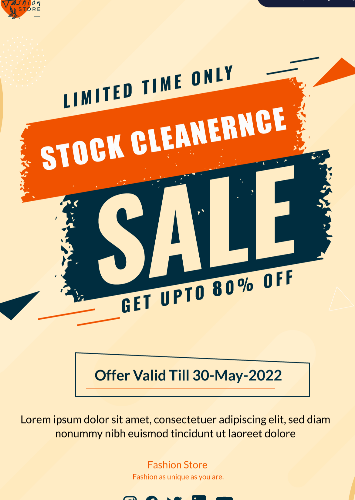 Fashion
STORE
LIMITED TIME ONLY
STOCK CLEANERNCE
SALE
GET UPTO 80% OFF
Offer Valid Till 30-May-2022
Lorem ipsum dolor sit amet, consectetuer adipiscing elit, sed diam
nonummy nibh euismod tincidunt ut laoreet dolore
Fashion Store
Fashion as unique as you are